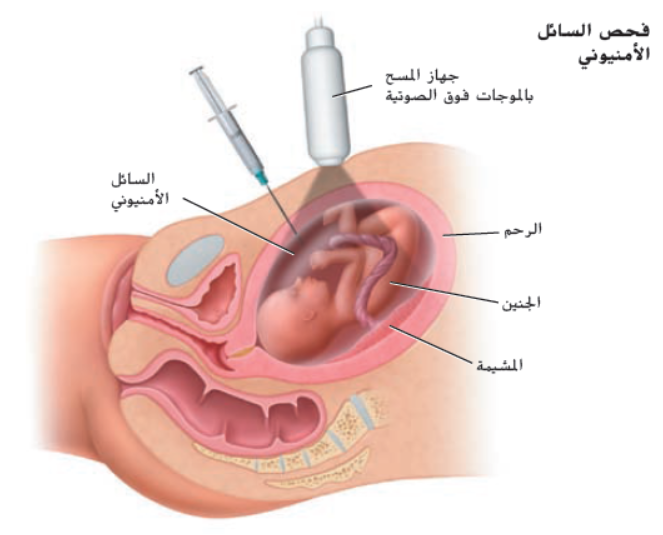 فحص السائل
الأمنيوني
جهاز المسح
بالموجات فوق الصوتية
السائل
الأمنيوني
الرحم
الجنين
المشيمة